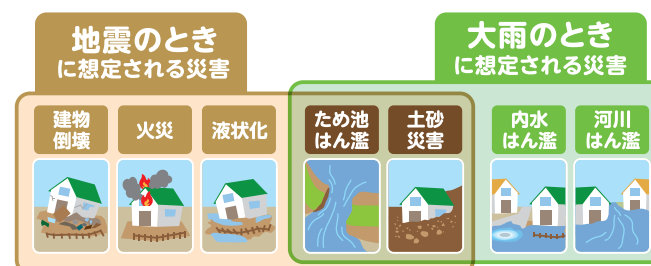 地震のとき
に想定される災害
大雨のとき
に想定される災害
建物
倒壊
火災
液状化
ため池
はん濫
土砂
災害
内水
はん濫
河川
はん濫